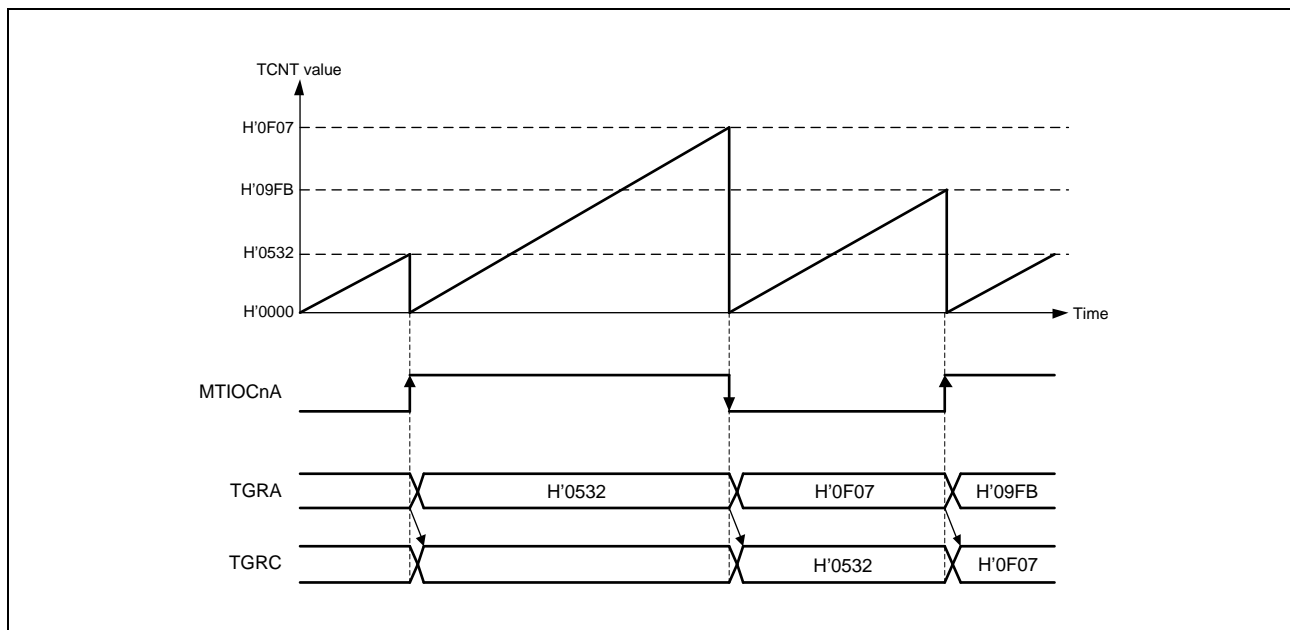 TCNT value
H'0F07
H'09FB
H'0532
H'0000
Time
MTIOCnA
TGRA
H'0532
H'0F07
H'09FB
TGRC
H'0532
H'0F07